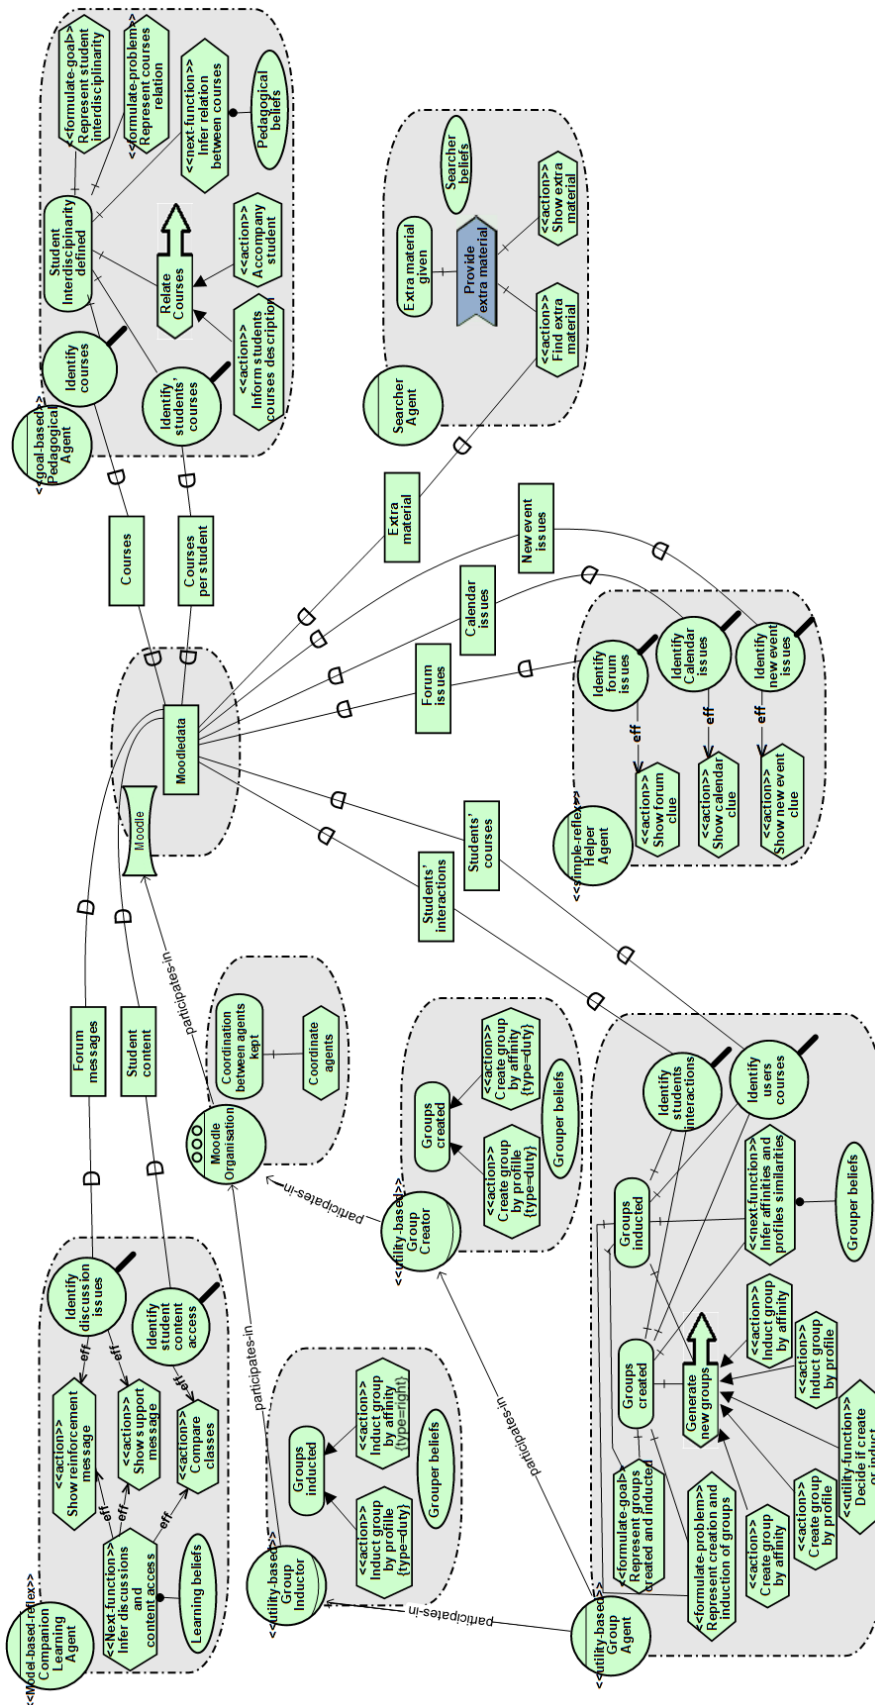 <<Model-based-reflex>>
Companion
Learning
Agent
<<Next-function>>
Infer discussions
and
content access
Learning beliefs
<<action>>
Show reinforcement
message
<<action>>
Show support
message
<<action>>
Compare
classes
eff
eff
eff
eff
eff
eff
Identify
discussion
issues
Identify
student
content
access
D
D
Forum
messages
Student
content
D
D
Moodle
Moodledata
D
D
Courses
Courses
per student
D
D
<<goal-based>>
Pedagogical
Agent
Identify
courses
Identify
students'
courses
Student
Interdisciplinarity
defined
Relate
Courses
<<action>>
Inform students
courses description
<<action>>
Accompany
student
<<formulate-goal>>
Represent student
interdisciplinarity
<<formulate-problem>>
Represent courses
relation
<<next-function>>
Infer relation
between courses
Pedagogical
beliefs
<<utility-based>>
Group
Inductor
Groups
inducted
<<action>>
Induct group
by profiile
{type=duty}
<<action>>
Induct group
by affinity
{type=right}
Grouper beliefs
participates-in
Moodle
Organisation
Coordination
between agents
kept
Coordinate
agents
participates-in
<<utility-based>>
Group
Creator
Groups
created
<<action>>
Create group
by profiile
{type=duty}
<<action>>
Create group
by affinity
{type=duty}
Grouper beliefs
participates-in
Searcher
Agent
Extra material
given
Provide
extra material
<<action>>
Find extra
material
<<action>>
Show extra
material
Searcher
beliefs
Extra
material
D
D
New event
issues
D
D
Calendar
issues
D
D
Forum
issues
D
D
<<simple-reflex>>
Helper
Agent
<<action>>
Show forum
clue
<<action>>
Show calendar
clue
<<action>>
Show new event
clue
eff
eff
eff
Identify
forum
issues
Identify
Calendar
issues
Identify
new event
issues
Students'
interactions
D
D
Students'
courses
D
D
participates-in
participates-in
<<utility-based>>
Group
Agent
<<formulate-goal>>
Represent groups
created and inducted
<<formulate-problem>>
Represent creation and
induction of groups
<<action>>
Create group
by affinity
<<action>>
Create group
by profile
<<utility-function>>
Decide if create
or induct
Groups
created
Generate
new groups
<<action>>
Induct group
by affinity
<<action>>
Induct group
by profile
Groups
inducted
<<next-function>>
Infer affinities and
profiles similarities
Grouper beliefs
Identify
students
interactions
Identify
users
courses